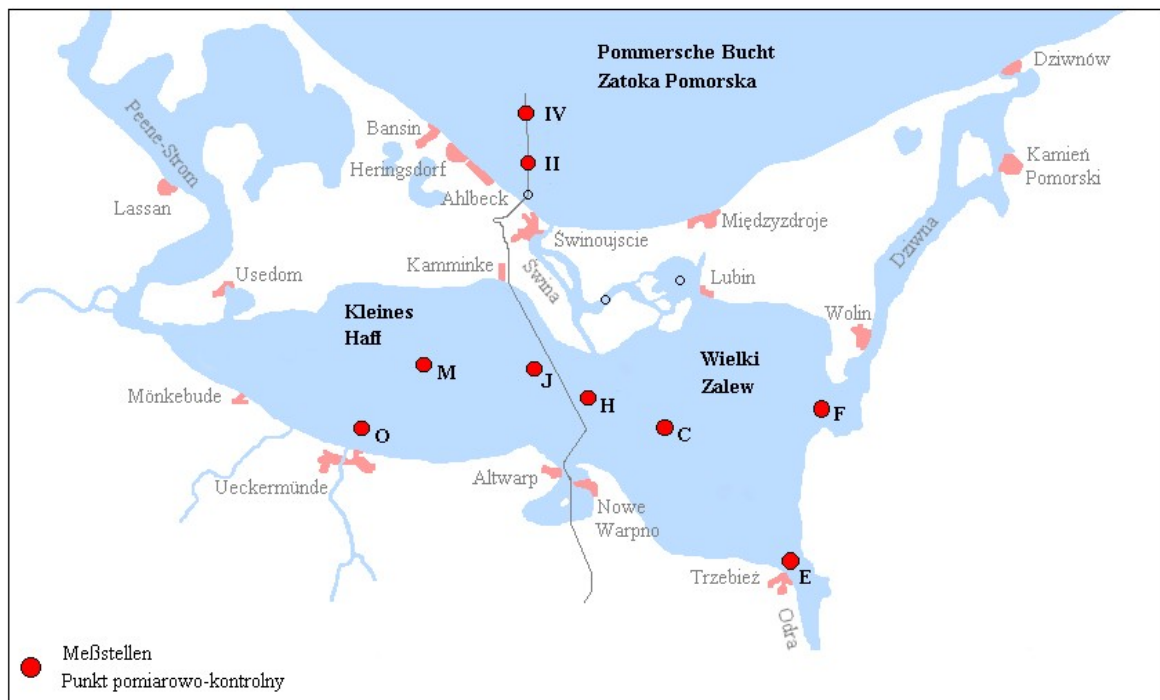 Pommersche Bucht
Zatoka Pomorska
Dziwnów
IV
Bansin
Peene-Strom
II
Heringsdorf
Kamień
Pomorski
Lassan
Ahlbeck
Międzyzdroje
Świnoujscie
Dziwna
Usedom
Kamminke
Świna
Lubin
Kleines
Haff
Wolin
Wielki
Zalew
M
J
Mönkebude
H
F
O
C
Ueckermünde
Altwarp
Nowe
Warpno
Trzebież
E
Odra
Meßstellen
Punkt pomiarowo-kontrolny